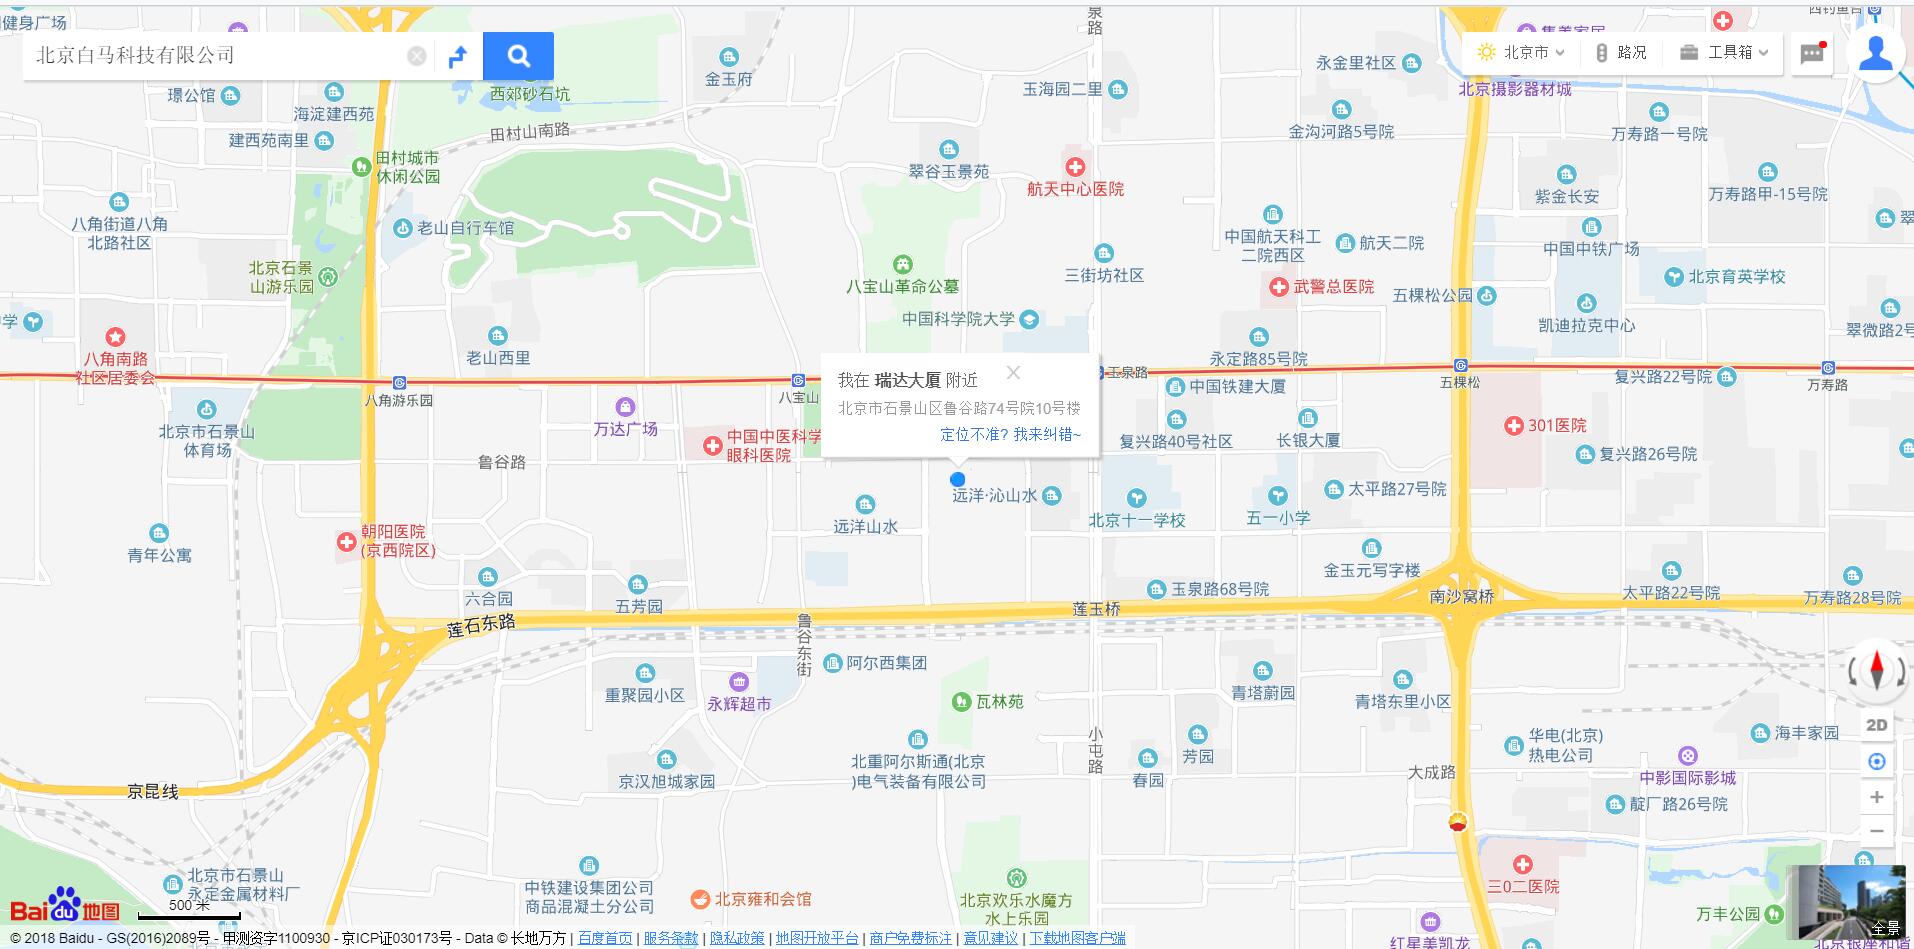 健身广场
北京白马科技有限公司
璟公馆
海淀建西苑
建西苑南里
西郊砂石坑
田村山南路
田村城市
休闲公园
金玉府
泉路
玉海园二里
永金里社区
金沟河路5号院
北京摄影器材城
北京市
路况
工具箱
万寿路一号院
翠谷玉景苑
航天中心医院
紫金长安
万寿路甲-15号院
八角街道八角
北路社区
老山自行车馆
北京石景
山游乐园
八宝山革命公墓
三街坊社区
中国航天科工
二院西区
航天二院
中国中铁广场
武警总医院
五棵松公园
北京育英学校
凯迪拉克中心
翠微路2号
八角南路
社区居委会
老山西里
中国科学院大学
永定路85号院
我在 瑞达大厦 附近
北京市石景山区鲁谷路74号院10号楼
定位不准? 我来纠错~
玉泉路
五棵松
复兴路22号院
万寿路
八角游乐园
八宝山
中国铁建大厦
北京市石景山
体育场
万达广场
中国中医科学
眼科医院
鲁谷路
复兴路40号社区
长银大厦
301医院
复兴路26号院
远洋山水
远洋·沁山水
北京十一学校
五一小学
太平路27号院
青年公寓
朝阳医院
(京西院区)
六合园
五芳园
莲石东路
鲁谷东街
莲玉桥
玉泉路68号院
金玉元写字楼
南沙窝桥
太平路22号院
万寿路28号院
重聚园小区
永辉超市
阿尔西集团
瓦林苑
青塔蔚园
青塔东里小区
2D
京昆线
京汉旭城家园
北重阿尔斯通(北京
)电气装备有限公司
小屯路
春园
芳园
大成路
华电(北京)
热电公司
海丰家园
中影国际影城
靛厂路26号院
北京市石景山
永定金属材料厂
中铁建设集团公司
商品混凝土分公司
北京雍和会馆
北京欢乐水魔方
水上乐园
三0二医院
万丰公园
全景
红星美凯龙
Baidu地图
500 米
© 2018 Baidu - GS(2016)2089号 - 甲测资字1100930 - 京ICP证030173号 - Data © 长地万方 | 百度首页 | 服务条款 | 隐私政策 | 地图开放平台 | 商户免费标注 | 意见建议 | 下载地图客户端